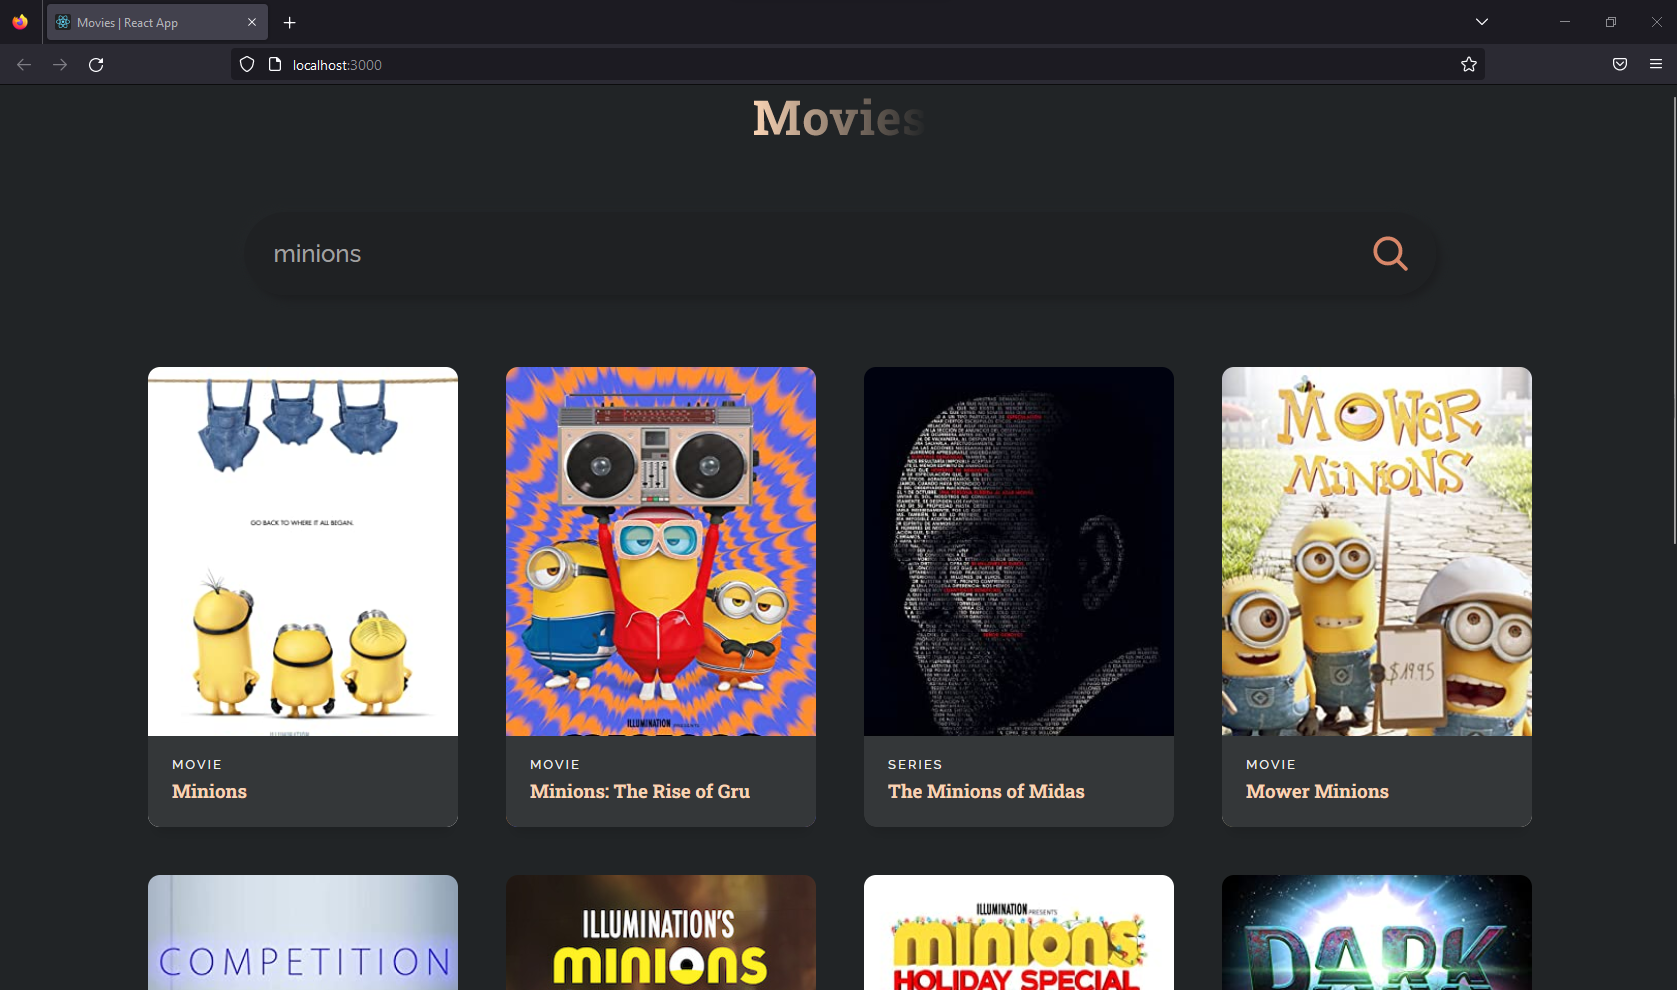 Movies | React App
localhost:3000
Movies
minions
GO BACK TO WHERE IT ALL BEGAN.
ILLUMINATION
MOVIE
Minions
ILLUMINATION PRESENTS
MOVIE
Minions: The Rise of Gru
SERIES
The Minions of Midas
MOWER
MINIONS
$19.95
MOVIE
Mower Minions
COMPETITION
ILLUMINATION'S
minions
ILLUMINATION PRESENTS
minions
HOLIDAY SPECIAL
DARK